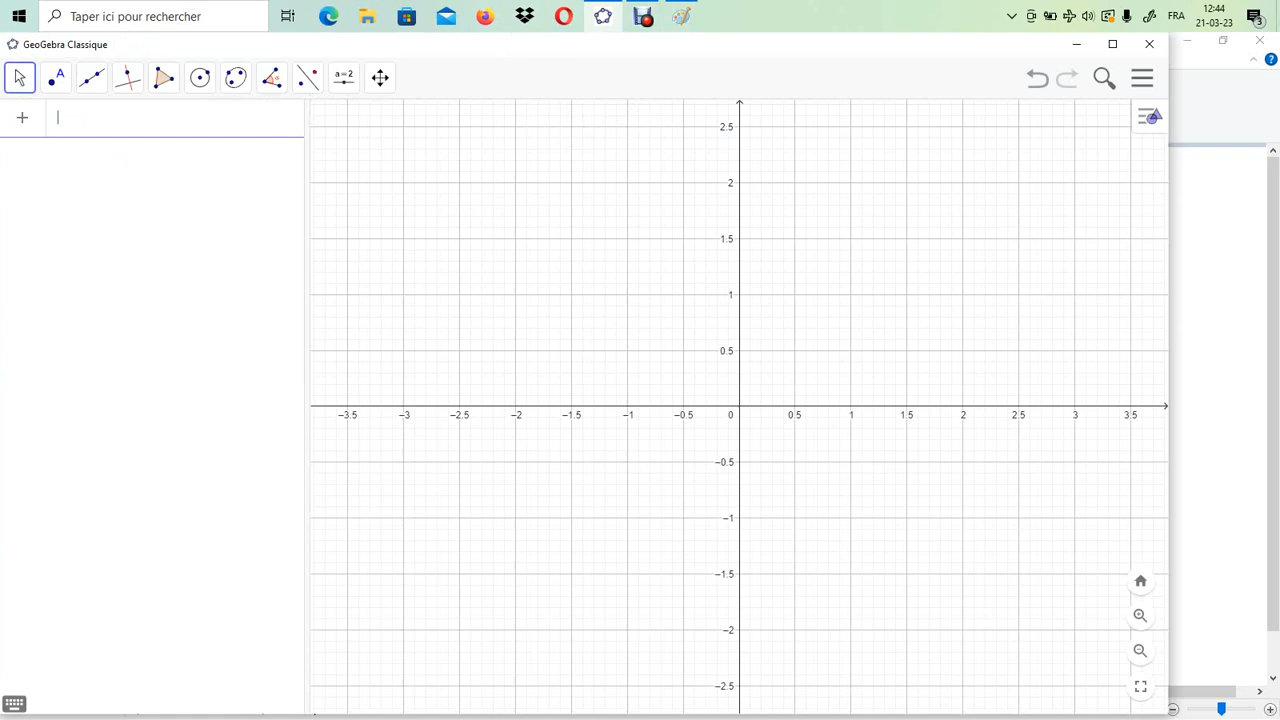 Taper ici pour rechercher
FRA
12:44
21-03-23
3
GeoGebra Classique
A
α
a=2
2.5
2
1.5
1
0.5
–3.5 –3 –2.5 –2 –1.5 –1 –0.5 0 0.5 1 1.5 2 2.5 3 3.5
–0.5
–1
–1.5
–2
–2.5